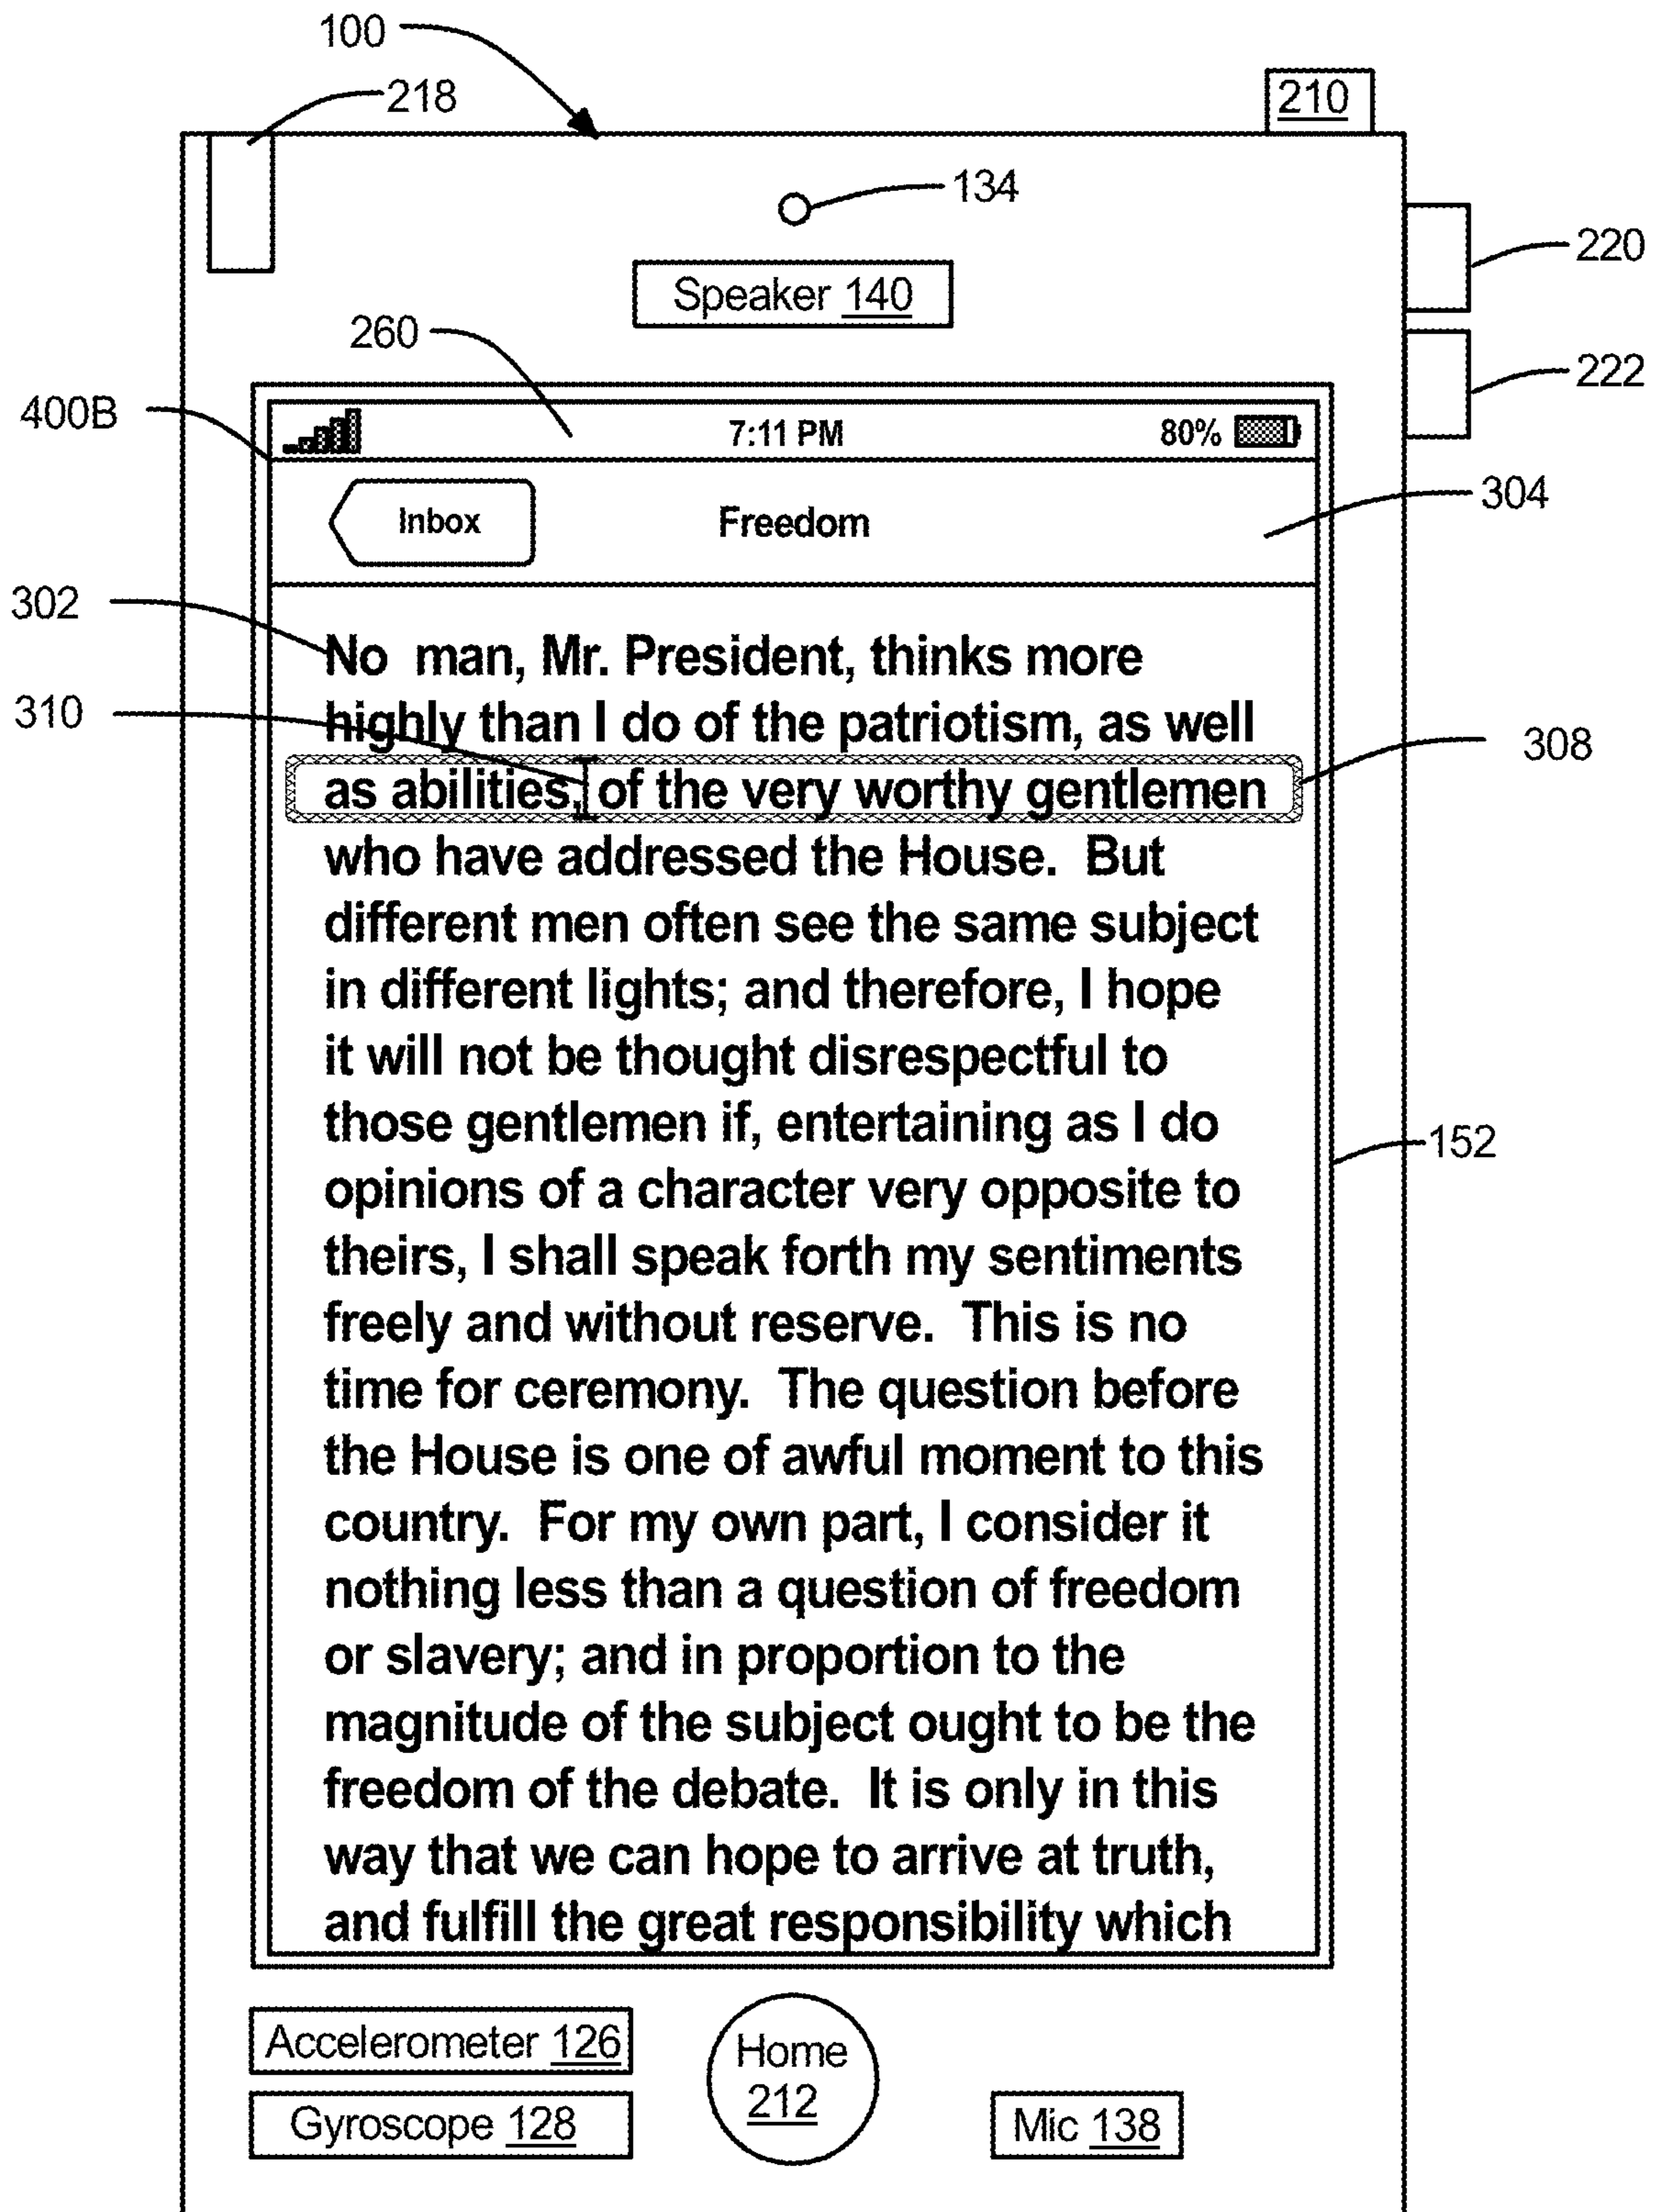 100
218
210
134
220
Speaker 140
260
222
400B
7:11 PM
80%
304
Inbox
Freedom
302
No  man, Mr. President, thinks more
310
highly than I do of the patriotism, as well
308
as abilities, of the very worthy gentlemen
who have addressed the House.  But
different men often see the same subject
in different lights; and therefore, I hope
it will not be thought disrespectful to
those gentlemen if, entertaining as I do
152
opinions of a character very opposite to
theirs, I shall speak forth my sentiments
freely and without reserve.  This is no
time for ceremony.  The question before
the House is one of awful moment to this
country.  For my own part, I consider it
nothing less than a question of freedom
or slavery; and in proportion to the
magnitude of the subject ought to be the
freedom of the debate.  It is only in this
way that we can hope to arrive at truth,
and fulfill the great responsibility which
Accelerometer 126
Home
212
Gyroscope 128
Mic 138